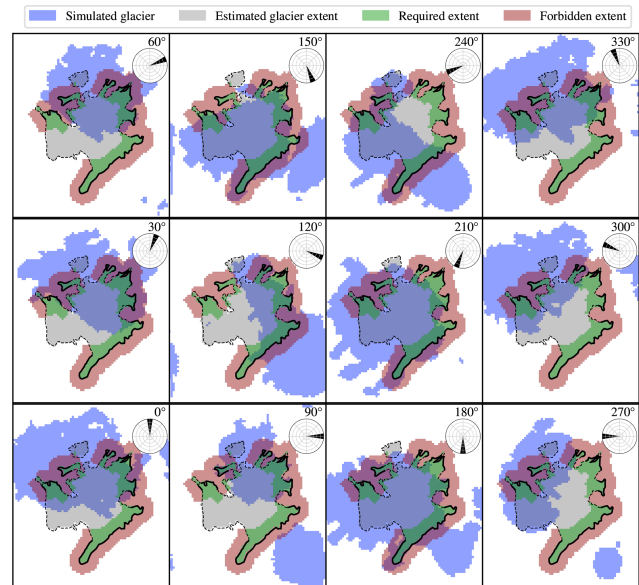 Simulated glacier Estimated glacier extent Required extent Forbidden extent
60° 150° 240° 330°
30° 120° 210° 300°
0° 90° 180° 270°